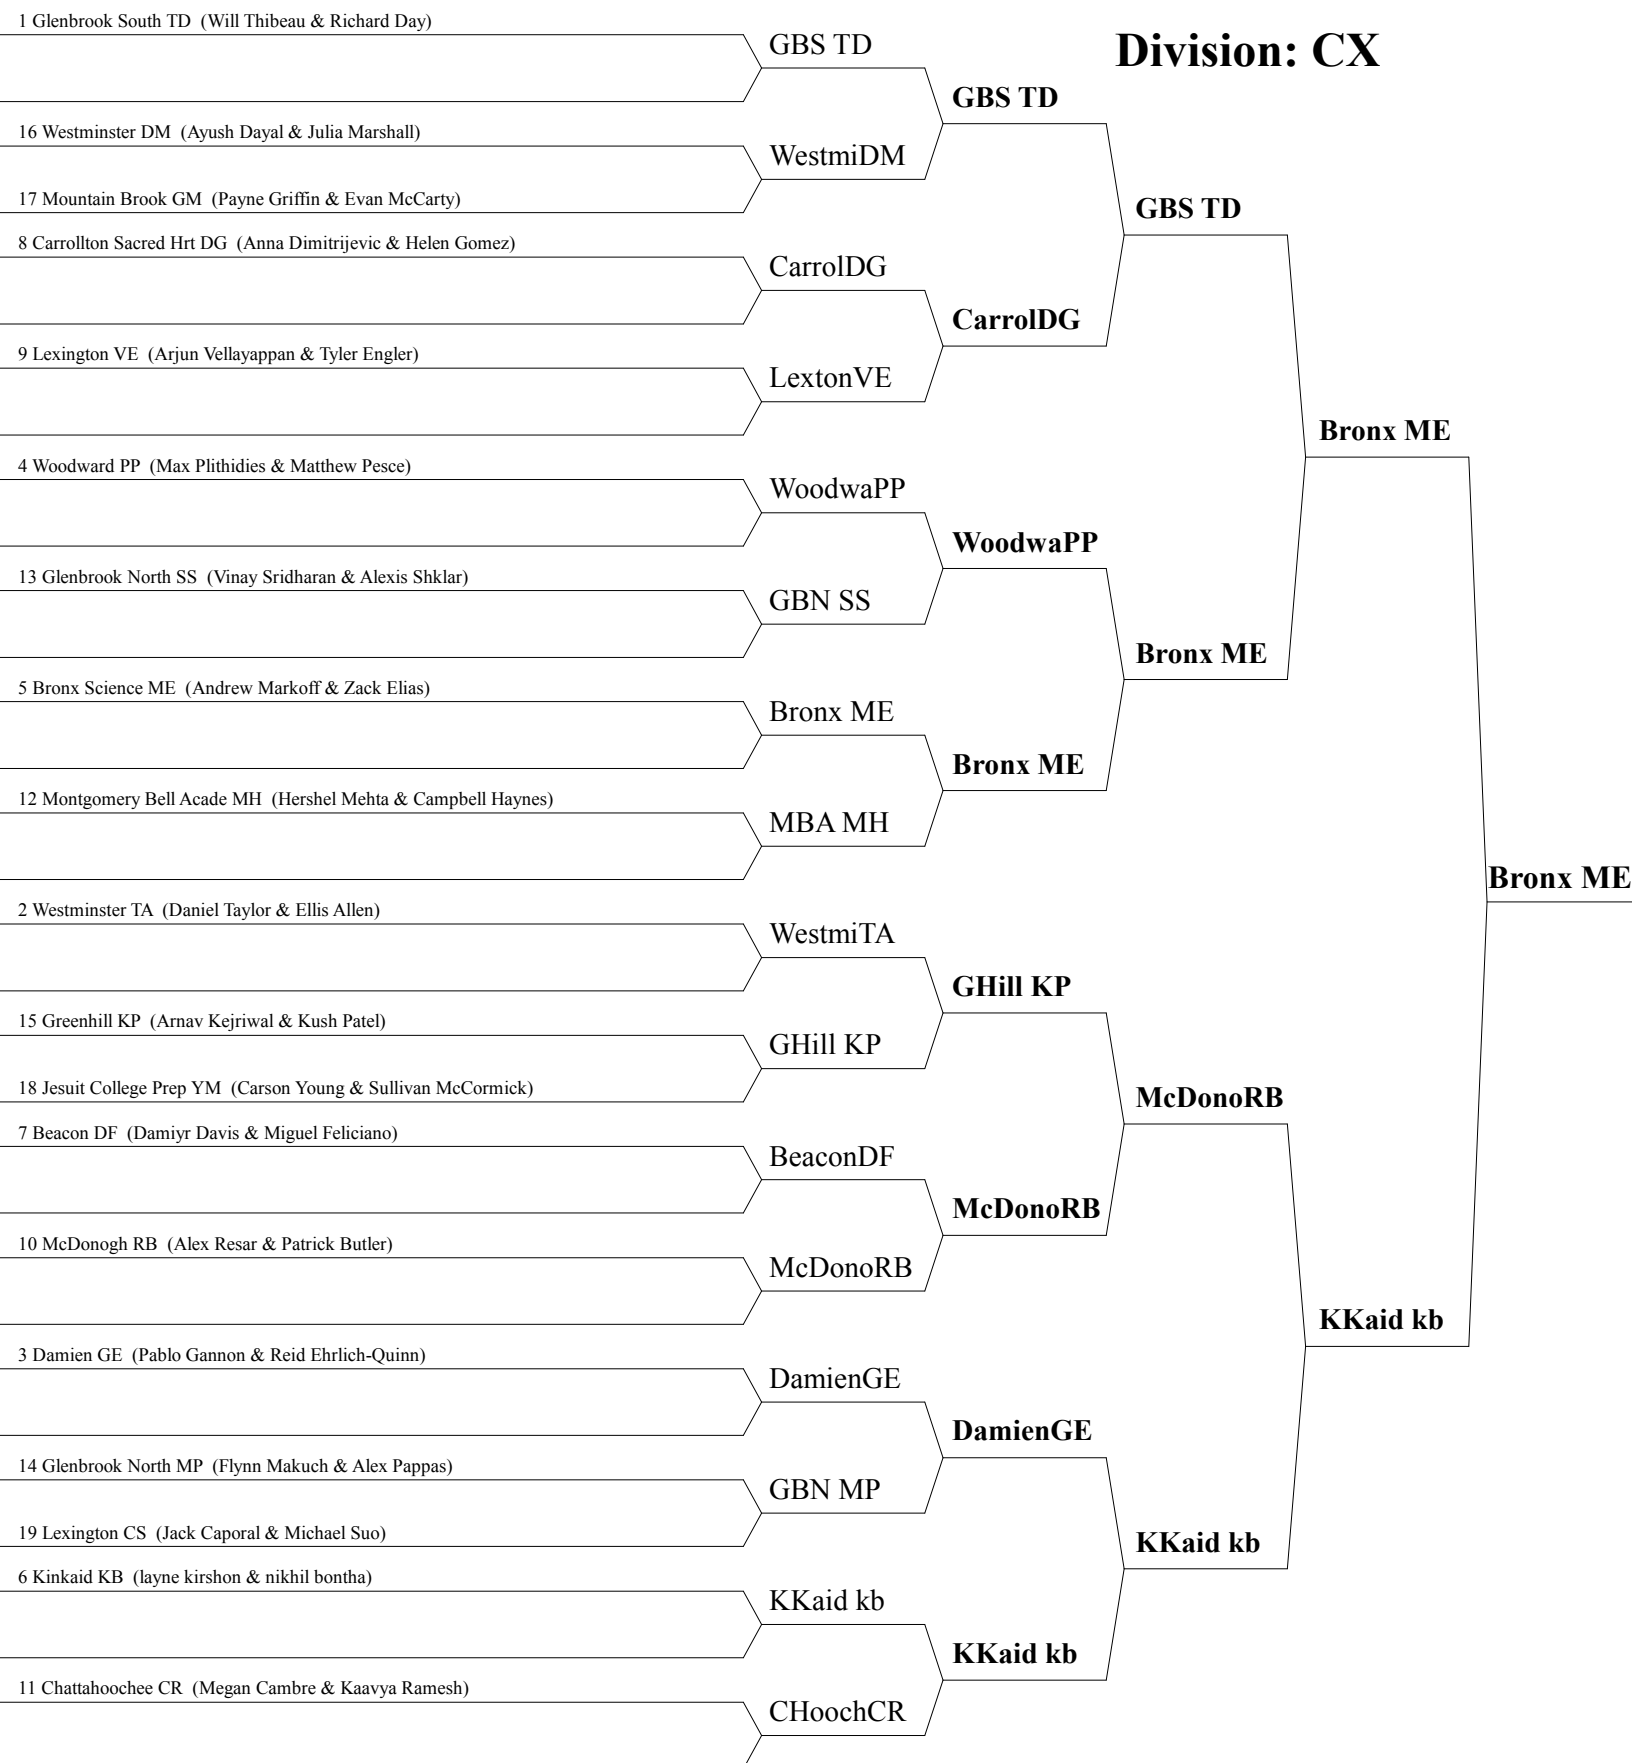 1 Glenbrook South TD (Will Thibeau & Richard Day)
GBS TD
Division: CX
GBS TD
16 Westminster DM (Ayush Dayal & Julia Marshall)
WestmiDM
17 Mountain Brook GM (Payne Griffin & Evan McCarty)
GBS TD
8 Carrollton Sacred Hrt DG (Anna Dimitrijevic & Helen Gomez)
CarrolDG
CarrolDG
9 Lexington VE (Arjun Vellayappan & Tyler Engler)
LextonVE
Bronx ME
4 Woodward PP (Max Plithidies & Matthew Pesce)
WoodwaPP
WoodwaPP
13 Glenbrook North SS (Vinay Sridharan & Alexis Shklar)
GBN SS
Bronx ME
5 Bronx Science ME (Andrew Markoff & Zack Elias)
Bronx ME
Bronx ME
12 Montgomery Bell Acade MH (Hershel Mehta & Campbell Haynes)
MBA MH
Bronx ME
2 Westminster TA (Daniel Taylor & Ellis Allen)
WestmiTA
GHill KP
15 Greenhill KP (Arnav Kejriwal & Kush Patel)
GHill KP
18 Jesuit College Prep YM (Carson Young & Sullivan McCormick)
McDonoRB
7 Beacon DF (Damiyr Davis & Miguel Feliciano)
BeaconDF
McDonoRB
10 McDonogh RB (Alex Resar & Patrick Butler)
McDonoRB
KKaid kb
3 Damien GE (Pablo Gannon & Reid Ehrlich-Quinn)
DamienGE
DamienGE
14 Glenbrook North MP (Flynn Makuch & Alex Pappas)
GBN MP
19 Lexington CS (Jack Caporal & Michael Suo)
KKaid kb
6 Kinkaid KB (layne kirshon & nikhil bontha)
KKaid kb
KKaid kb
11 Chattahoochee CR (Megan Cambre & Kaavya Ramesh)
CHoochCR